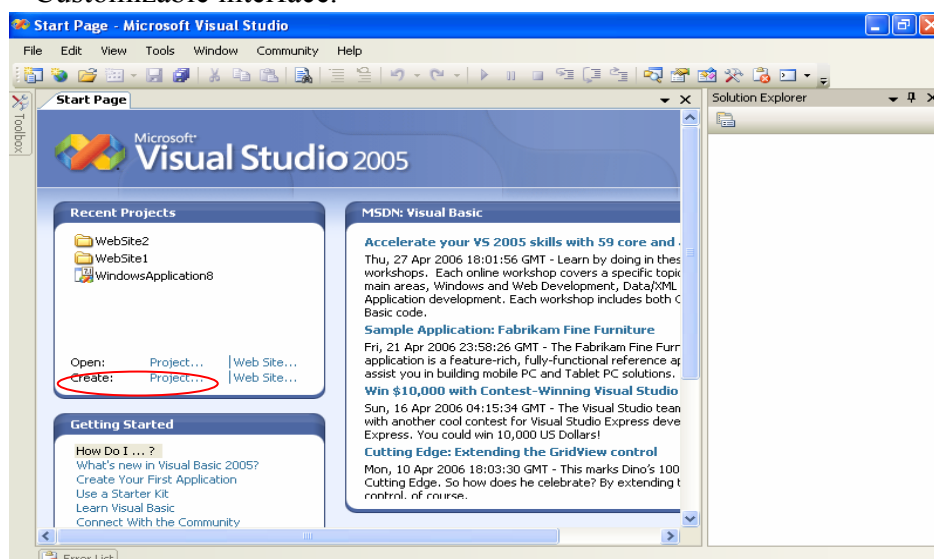 Customizable interface.
Start Page - Microsoft Visual Studio
File Edit View Tools Window Community Help
Toolbox
Start Page
Solution Explorer
Microsoft
Visual Studio 2005
Recent Projects
WebSite2
WebSite1
WindowsApplication8
Open: Project... | Web Site...
Create: Project... | Web Site...
Getting Started
How Do I ... ?
What's new in Visual Basic 2005?
Create Your First Application
Use a Starter Kit
Learn Visual Basic
Connect With the Community
MSDN: Visual Basic
Accelerate your VS 2005 skills with 59 core and
Thu, 27 Apr 2006 18:01:56 GMT - Learn by doing in thes
workshops. Each online workshop covers a specific topic
main areas, Windows and Web Development, Data/XML
Application development. Each workshop includes both C
Basic code.
Sample Application: Fabrikam Fine Furniture
Fri, 21 Apr 2006 23:58:26 GMT - The Fabrikam Fine Furr
application is a feature-rich, fully-functional reference ap
assist you in building mobile PC and Tablet PC solutions.
Win $10,000 with Contest-Winning Visual Studio
Sun, 16 Apr 2006 04:15:34 GMT - The Visual Studio team
with another cool contest for Visual Studio Express deve
Express. You could win 10,000 US Dollars!
Cutting Edge: Extending the GridView control
Mon, 10 Apr 2006 18:03:30 GMT - This marks Dino's 100
Cutting Edge. So how does he celebrate? By extending t
control, of course.
Error List